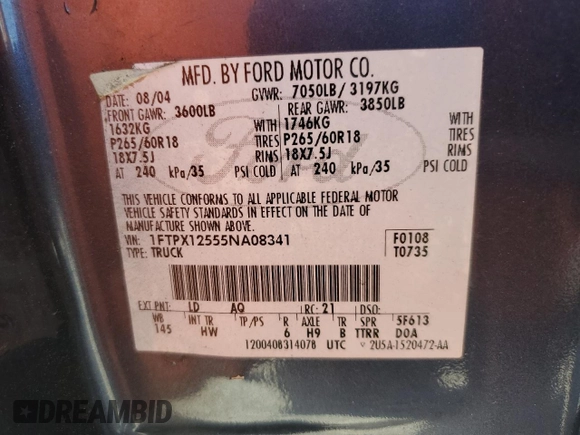 MFD. BY FORD MOTOR CO.
DATE: 08/04 GVWR: 7050LB/ 3197KG
FRONT GAWR: 3600LB REAR GAWR: 3850LB
1632KG WITH 1746KG WITH
P265/60R18 TIRES P265/60R18 TIRES
18X7.5J RIMS 18X7.5J RIMS
AT 240 kPa/35 PSI COLD AT 240 kPa/35 PSI COLD
Ford
THIS VEHICLE CONFORMS TO ALL APPLICABLE FEDERAL MOTOR
VEHICLE SAFETY STANDARDS IN EFFECT ON THE DATE OF
MANUFACTURE SHOWN ABOVE.
VIN: 1FTPX12555NA08341 F0108
TYPE: TRUCK T0735
EXT PNT: LD AQ RC: 21 DSO:
WB INT TR TP/PS R AXLE TR SPR 5F613
145 HW 6 H9 B TTRR DOA
1200408314078 UTC 2U5A-1520472-AA
DREAMBID